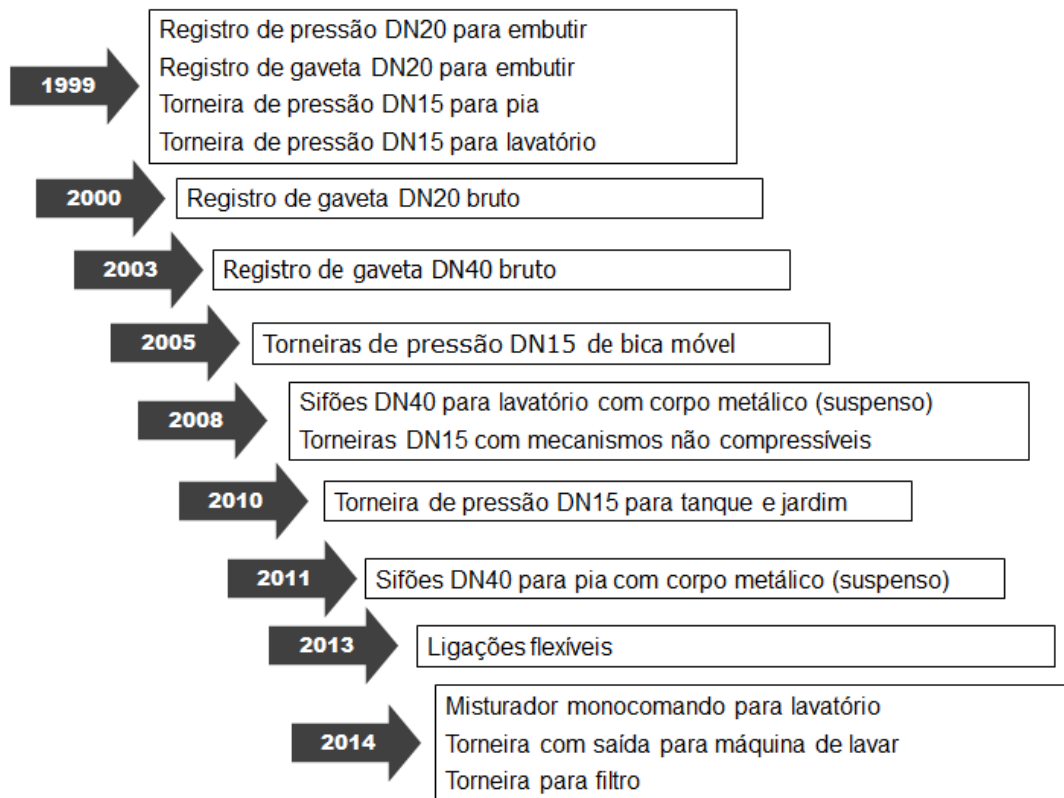 1999
Registro de pressão DN20 para embutir
Registro de gaveta DN20 para embutir
Torneira de pressão DN15 para pia
Torneira de pressão DN15 para lavatório
2000
Registro de gaveta DN20 bruto
2003
Registro de gaveta DN40 bruto
2005
Torneiras de pressão DN15 de bica móvel
2008
Sifões DN40 para lavatório com corpo metálico (suspenso)
Torneiras DN15 com mecanismos não compressíveis
2010
Torneira de pressão DN15 para tanque e jardim
2011
Sifões DN40 para pia com corpo metálico (suspenso)
2013
Ligações flexíveis
2014
Misturador monocomando para lavatório
Torneira com saída para máquina de lavar
Torneira para filtro